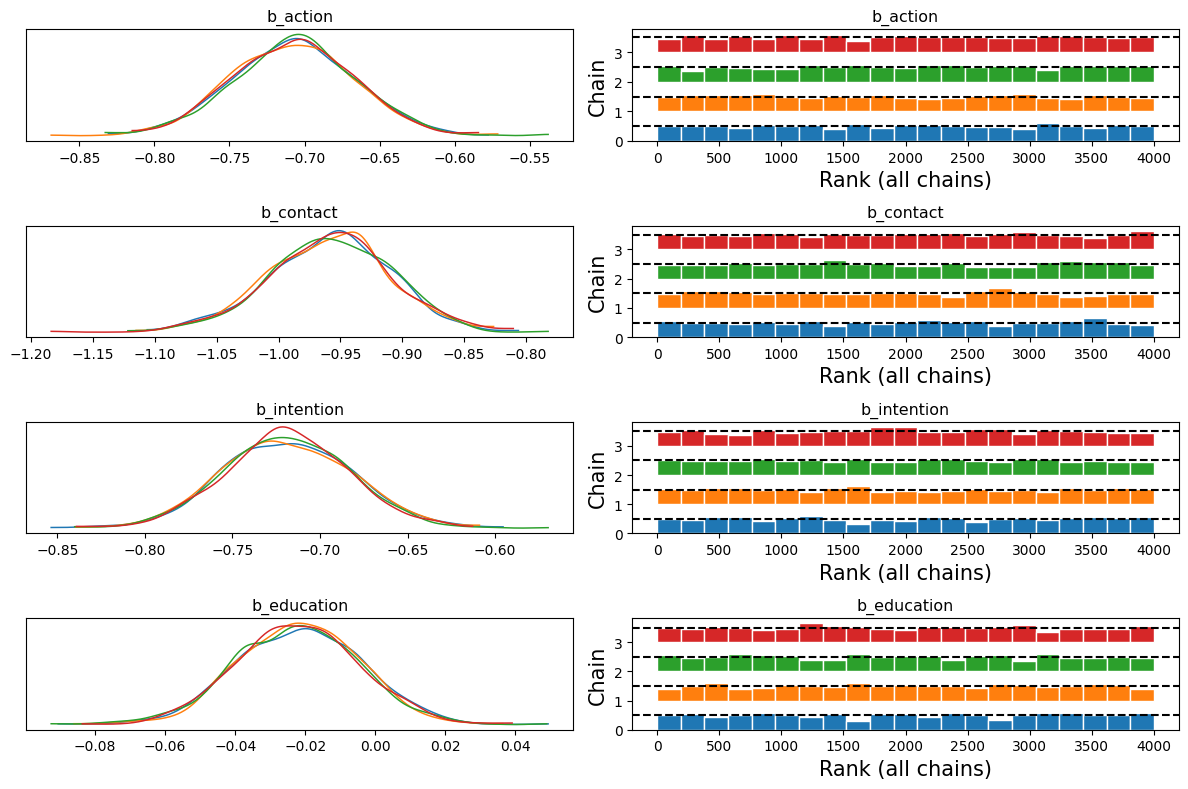 b_action
b_action
−0.85 −0.80 −0.75 −0.70 −0.65 −0.60 −0.55
Chain
3
2
1
0
0 500 1000 1500 2000 2500 3000 3500 4000
Rank (all chains)
b_contact
b_contact
−1.20 −1.15 −1.10 −1.05 −1.00 −0.95 −0.90 −0.85 −0.80
Chain
3
2
1
0
0 500 1000 1500 2000 2500 3000 3500 4000
Rank (all chains)
b_intention
b_intention
−0.85 −0.80 −0.75 −0.70 −0.65 −0.60
Chain
3
2
1
0
0 500 1000 1500 2000 2500 3000 3500 4000
Rank (all chains)
b_education
b_education
−0.08 −0.06 −0.04 −0.02 0.00 0.02 0.04
Chain
3
2
1
0
0 500 1000 1500 2000 2500 3000 3500 4000
Rank (all chains)